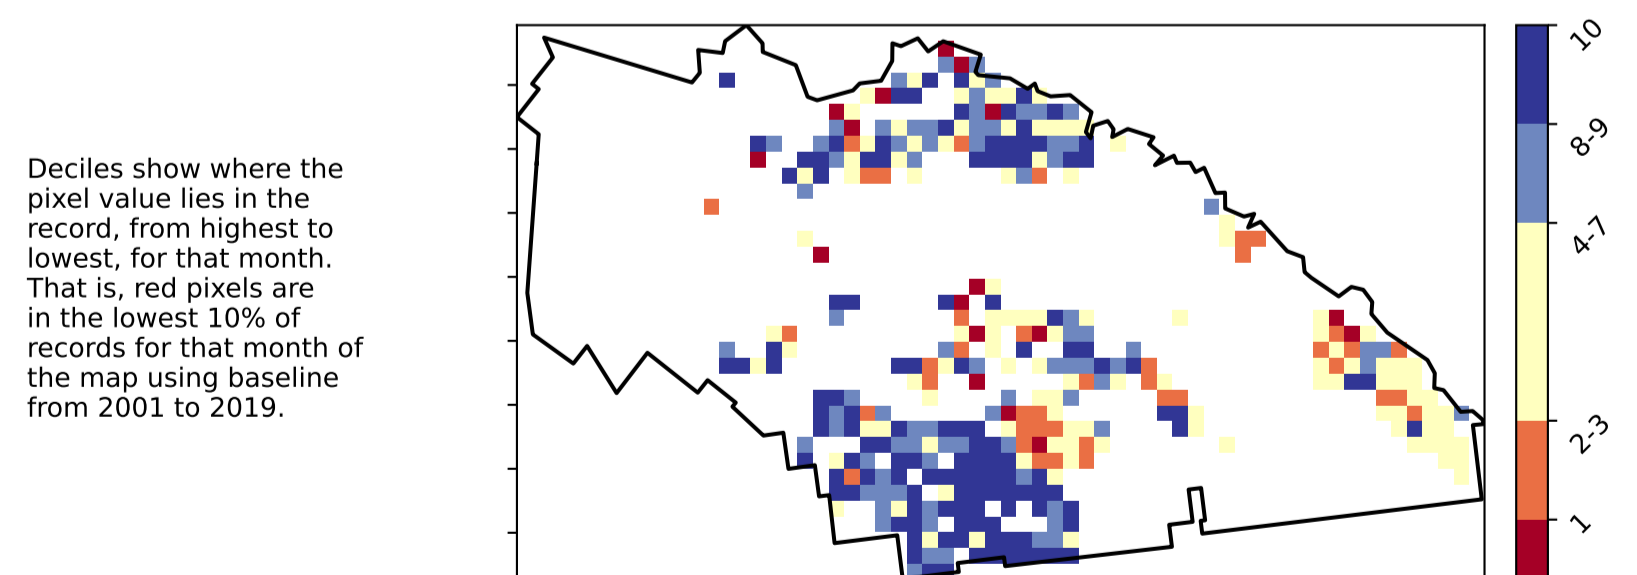 Deciles show where the
pixel value lies in the
record, from highest to
lowest, for that month.
That is, red pixels are
in the lowest 10% of
records for that month of
the map using baseline
from 2001 to 2019.
10
8-9
4-7
2-3
1